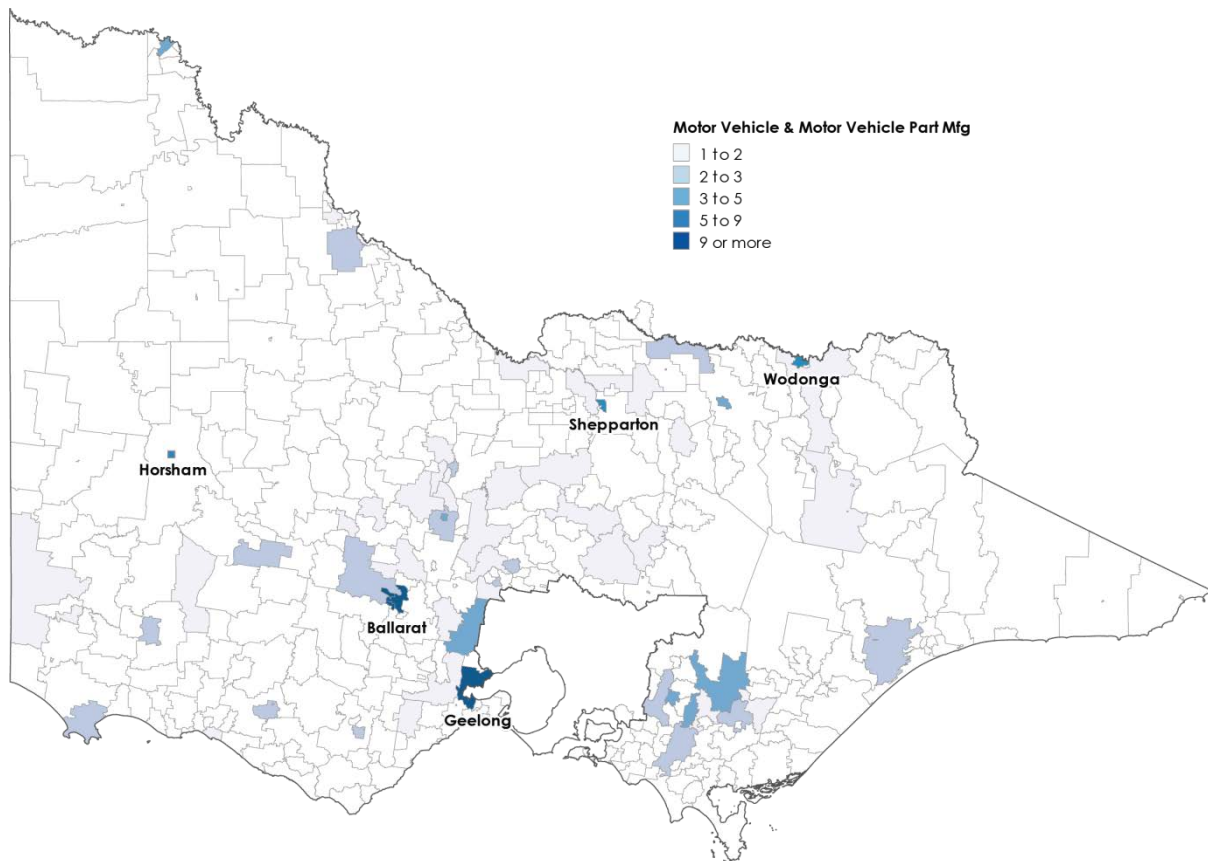 Motor Vehicle & Motor Vehicle Part Mfg
1 to 2
2 to 3
3 to 5
5 to 9
9 or more
Wodonga
Shepparton
Horsham
Ballarat
Geelong